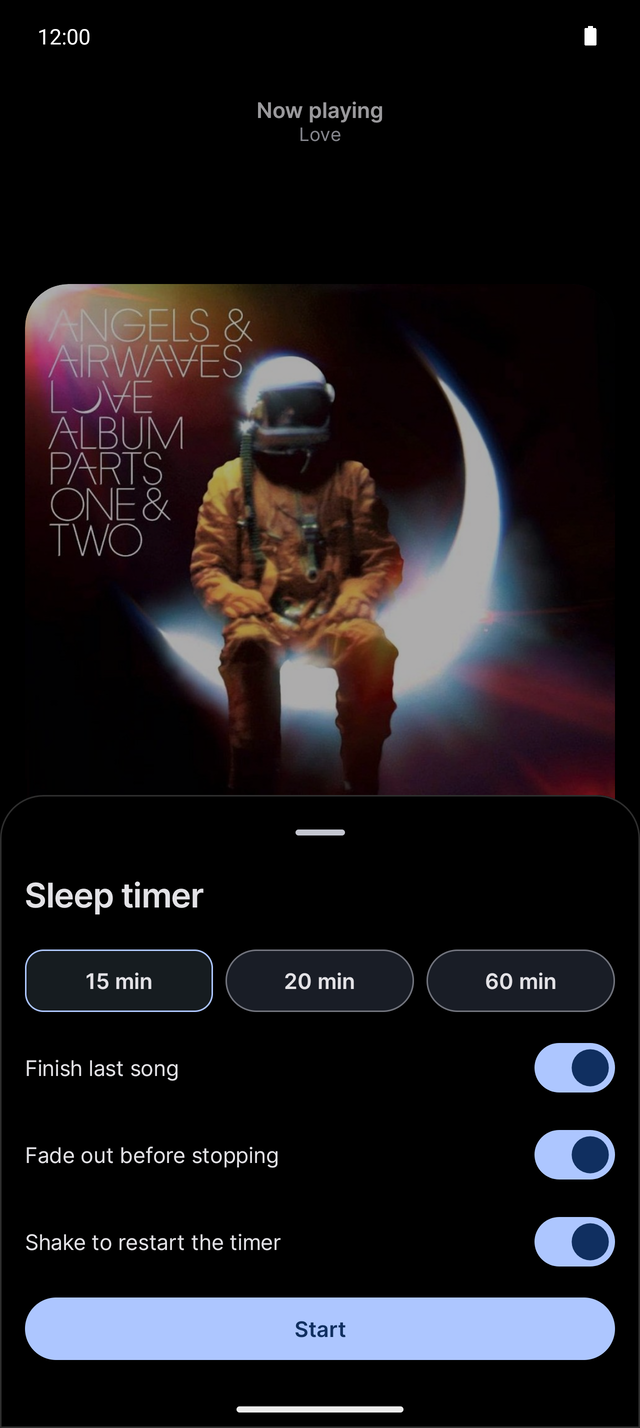 12:00
Now playing
Love
ANGELS &
AIRWAVES
LOVE
ALBUM
PARTS
ONE &
TWO
Sleep timer
15 min
20 min
60 min
Finish last song
Fade out before stopping
Shake to restart the timer
Start